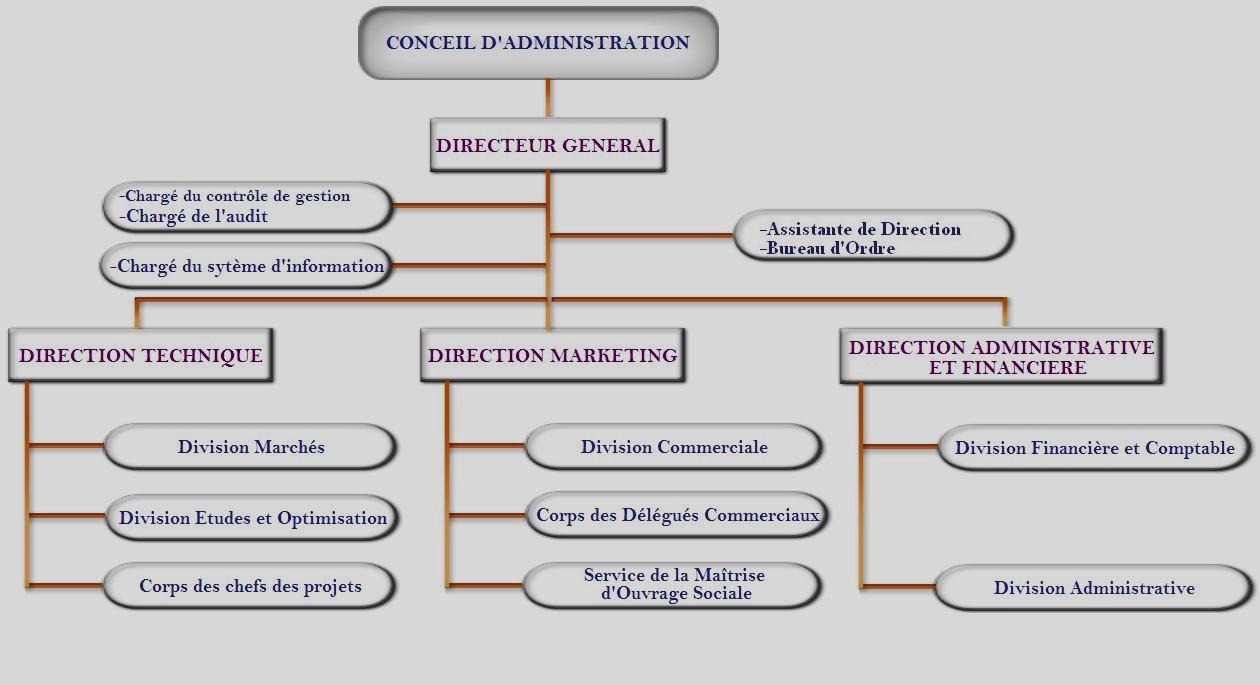 CONCEIL D'ADMINISTRATION
DIRECTEUR GENERAL
-Chargé du contrôle de gestion
-Chargé de l'audit
-Assistante de Direction
-Bureau d'Ordre
-Chargé du sytème d'information
DIRECTION TECHNIQUE
DIRECTION MARKETING
DIRECTION ADMINISTRATIVE
ET FINANCIERE
Division Marchés
Division Commerciale
Division Financière et Comptable
Division Etudes et Optimisation
Corps des Délégués Commerciaux
Corps des chefs des projets
Service de la Maîtrise
d'Ouvrage Sociale
Division Administrative